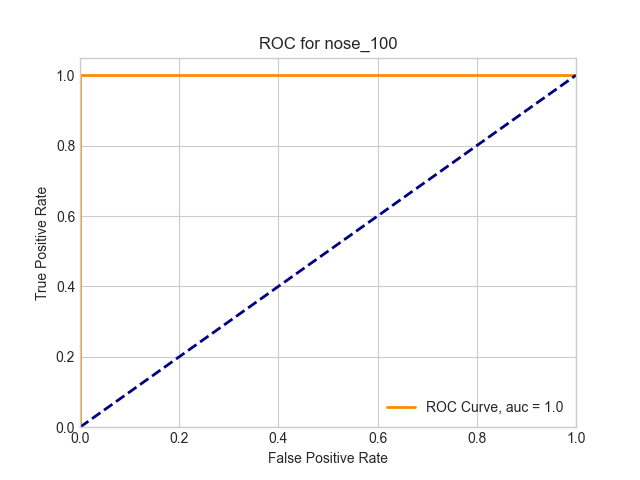 ROC for nose_100
True Positive Rate
1.0
0.8
0.6
0.4
0.2
0.0
0.0 0.2 0.4 0.6 0.8 1.0
False Positive Rate
ROC Curve, auc = 1.0